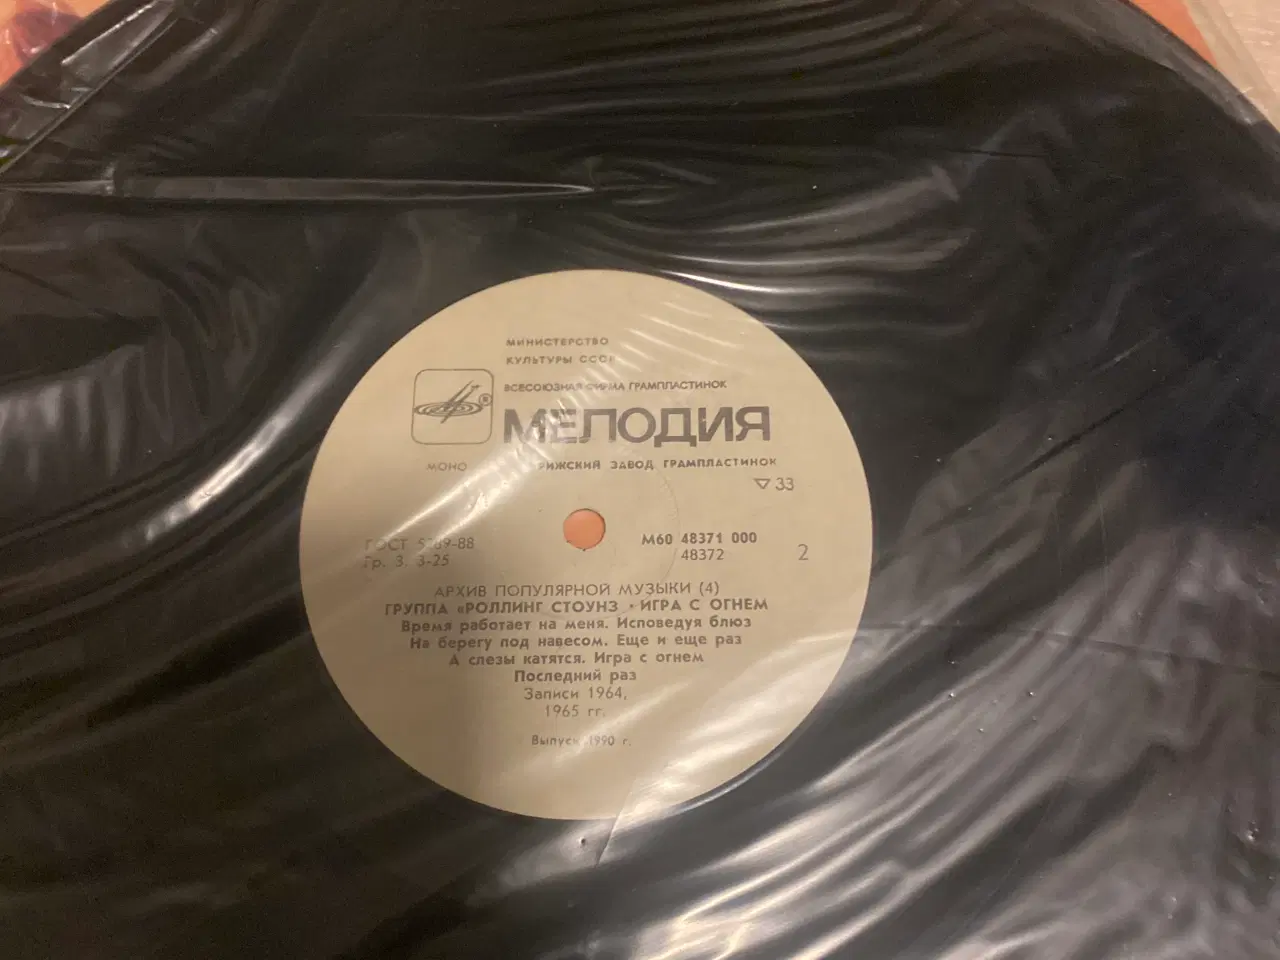 МИНИСТЕРСТВО
КУЛЬТУРЫ СССР
ВСЕСОЮЗНАЯ ФИРМА ГРАМПЛАСТИНОК
®
МЕЛОДИЯ
МОНО
РИЖСКИЙ ЗАВОД ГРАМПЛАСТИНОК
▽ 33
ГОСТ 5289-88
Гр. 3. 3-25
М60 48371 000
48372
2
АРХИВ ПОПУЛЯРНОЙ МУЗЫКИ (4)
ГРУППА «РОЛЛИНГ СТОУНЗ • ИГРА С ОГНЕМ
Время работает на меня. Исповедуя блюз
На берегу под навесом. Еще и еще раз
А слезы катятся. Игра с огнем
Последний раз
Записи 1964,
1965 гг.
Выпуск 1990 г.